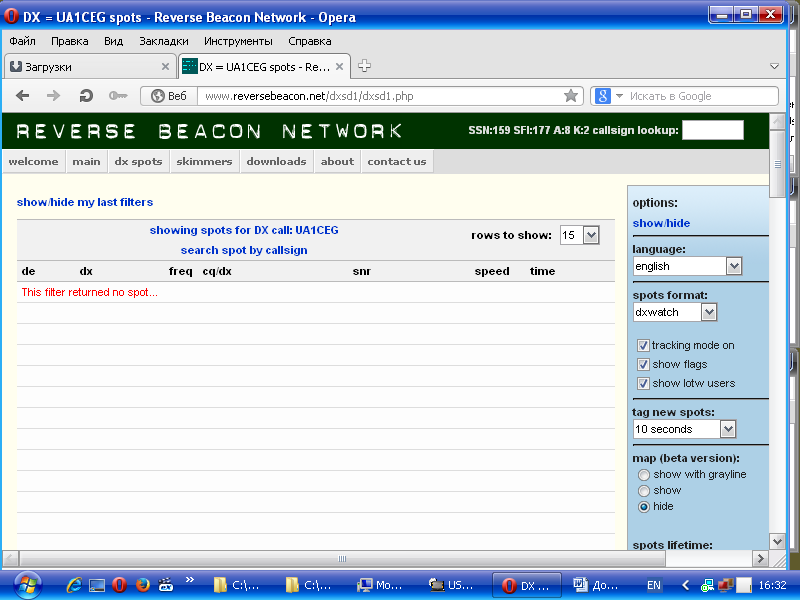 DX = UA1CEG spots - Reverse Beacon Network - Opera
Файл Правка Вид Закладки Инструменты Справка
Загрузки DX = UA1CEG spots - Re...
Веб www.reversebeacon.net/dxsd1/dxsd1.php Искать в Google
REVERSE BEACON NETWORK SSN:159 SFI:177 A:8 K:2 callsign lookup:
welcome main dx spots skimmers downloads about contact us
show/hide my last filters
showing spots for DX call: UA1CEG
search spot by callsign
rows to show: 15
de dx freq cq/dx snr speed time
This filter returned no spot...
options:
show/hide
language:
english
spots format:
dxwatch
tracking mode on
show flags
show lotw users
tag new spots:
10 seconds
map (beta version):
show with grayline
show
hide
spots lifetime:
C:\... C:\... Mo... US... DX ... До... EN 16:32